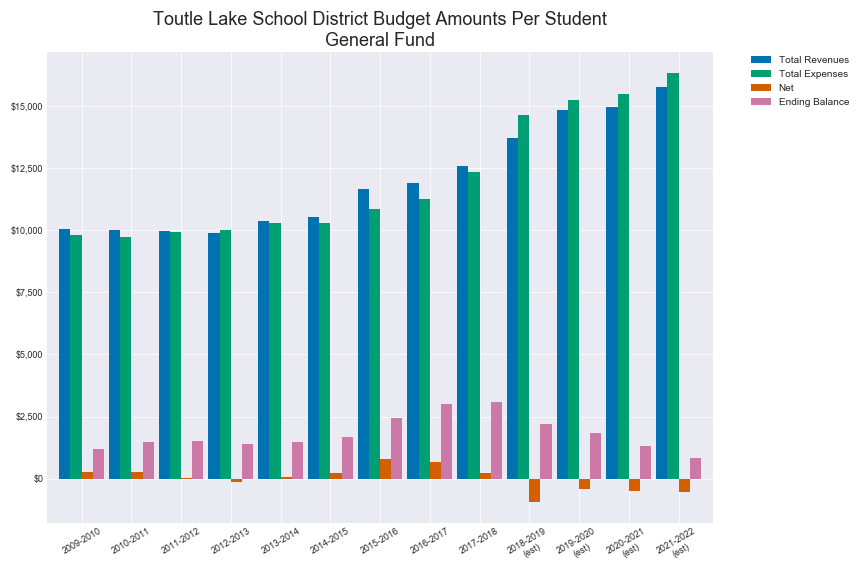 Toutle Lake School District Budget Amounts Per Student
General Fund
Total Revenues
Total Expenses
Net
Ending Balance
$15,000
$12,500
$10,000
$7,500
$5,000
$2,500
$0
2009-2010
2010-2011
2011-2012
2012-2013
2013-2014
2014-2015
2015-2016
2016-2017
2017-2018
2018-2019
(est)
2019-2020
(est)
2020-2021
(est)
2021-2022
(est)